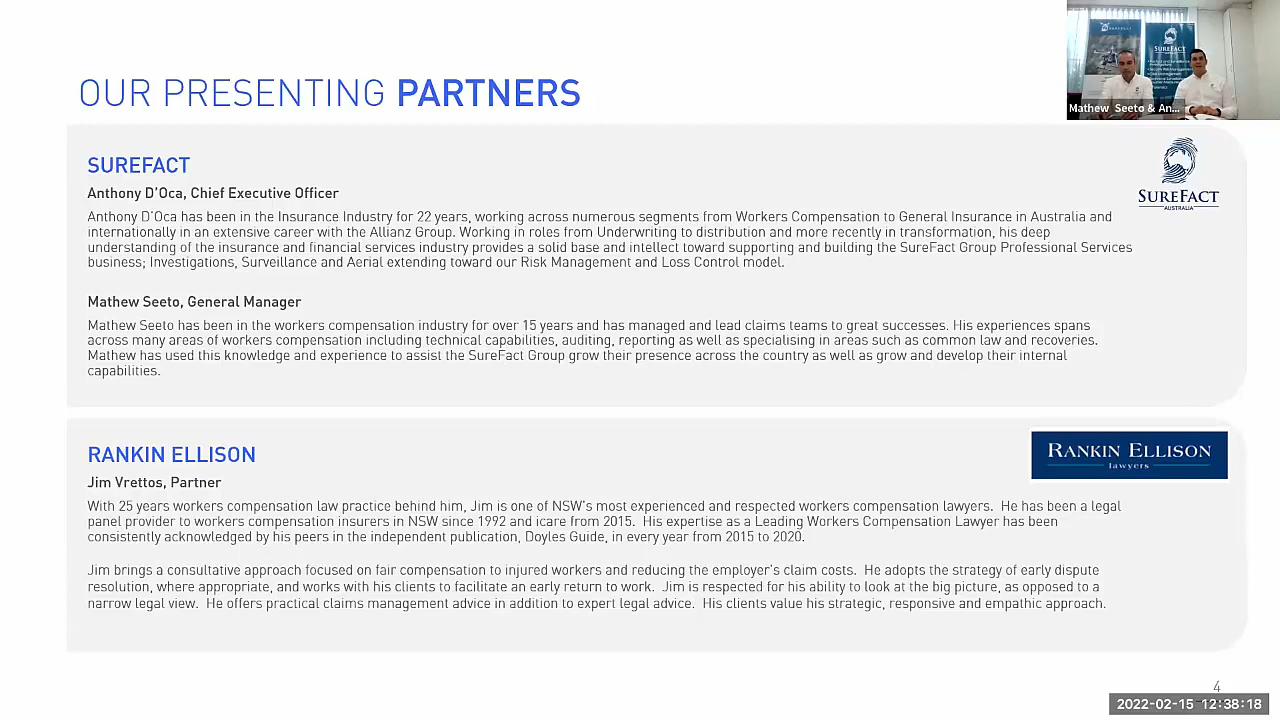 OUR PRESENTING PARTNERS
SUREFACT
Anthony D'Oca, Chief Executive Officer
Anthony D'Oca has been in the Insurance Industry for 22 years, working across numerous segments from Workers Compensation to General Insurance in Australia and
internationally in an extensive career with the Allianz Group. Working in roles from Underwriting to distribution and more recently in transformation, his deep
understanding of the insurance and financial services industry provides a solid base and intellect toward supporting and building the SureFact Group Professional Services
business; Investigations, Surveillance and Aerial extending toward our Risk Management and Loss Control model.
Mathew Seeto, General Manager
Mathew Seeto has been in the workers compensation industry for over 15 years and has managed and lead claims teams to great successes. His experiences spans
across many areas of workers compensation including technical capabilities, auditing, reporting as well as specialising in areas such as common law and recoveries.
Mathew has used this knowledge and experience to assist the SureFact Group grow their presence across the country as well as grow and develop their internal
capabilities.
SUREFACT
AUSTRALIA
SUREFACT
Mathew Seeto & An...
RANKIN ELLISON
Jim Vrettos, Partner
With 25 years workers compensation law practice behind him, Jim is one of NSW's most experienced and respected workers compensation lawyers. He has been a legal
panel provider to workers compensation insurers in NSW since 1992 and icare from 2015. His expertise as a Leading Workers Compensation Lawyer has been
consistently acknowledged by his peers in the independent publication, Doyles Guide, in every year from 2015 to 2020.
Jim brings a consultative approach focused on fair compensation to injured workers and reducing the employer's claim costs. He adopts the strategy of early dispute
resolution, where appropriate, and works with his clients to facilitate an early return to work. Jim is respected for his ability to look at the big picture, as opposed to a
narrow legal view. He offers practical claims management advice in addition to expert legal advice. His clients value his strategic, responsive and empathic approach.
RANKIN ELLISON
lawyers
4
2022-02-15 12:38:18